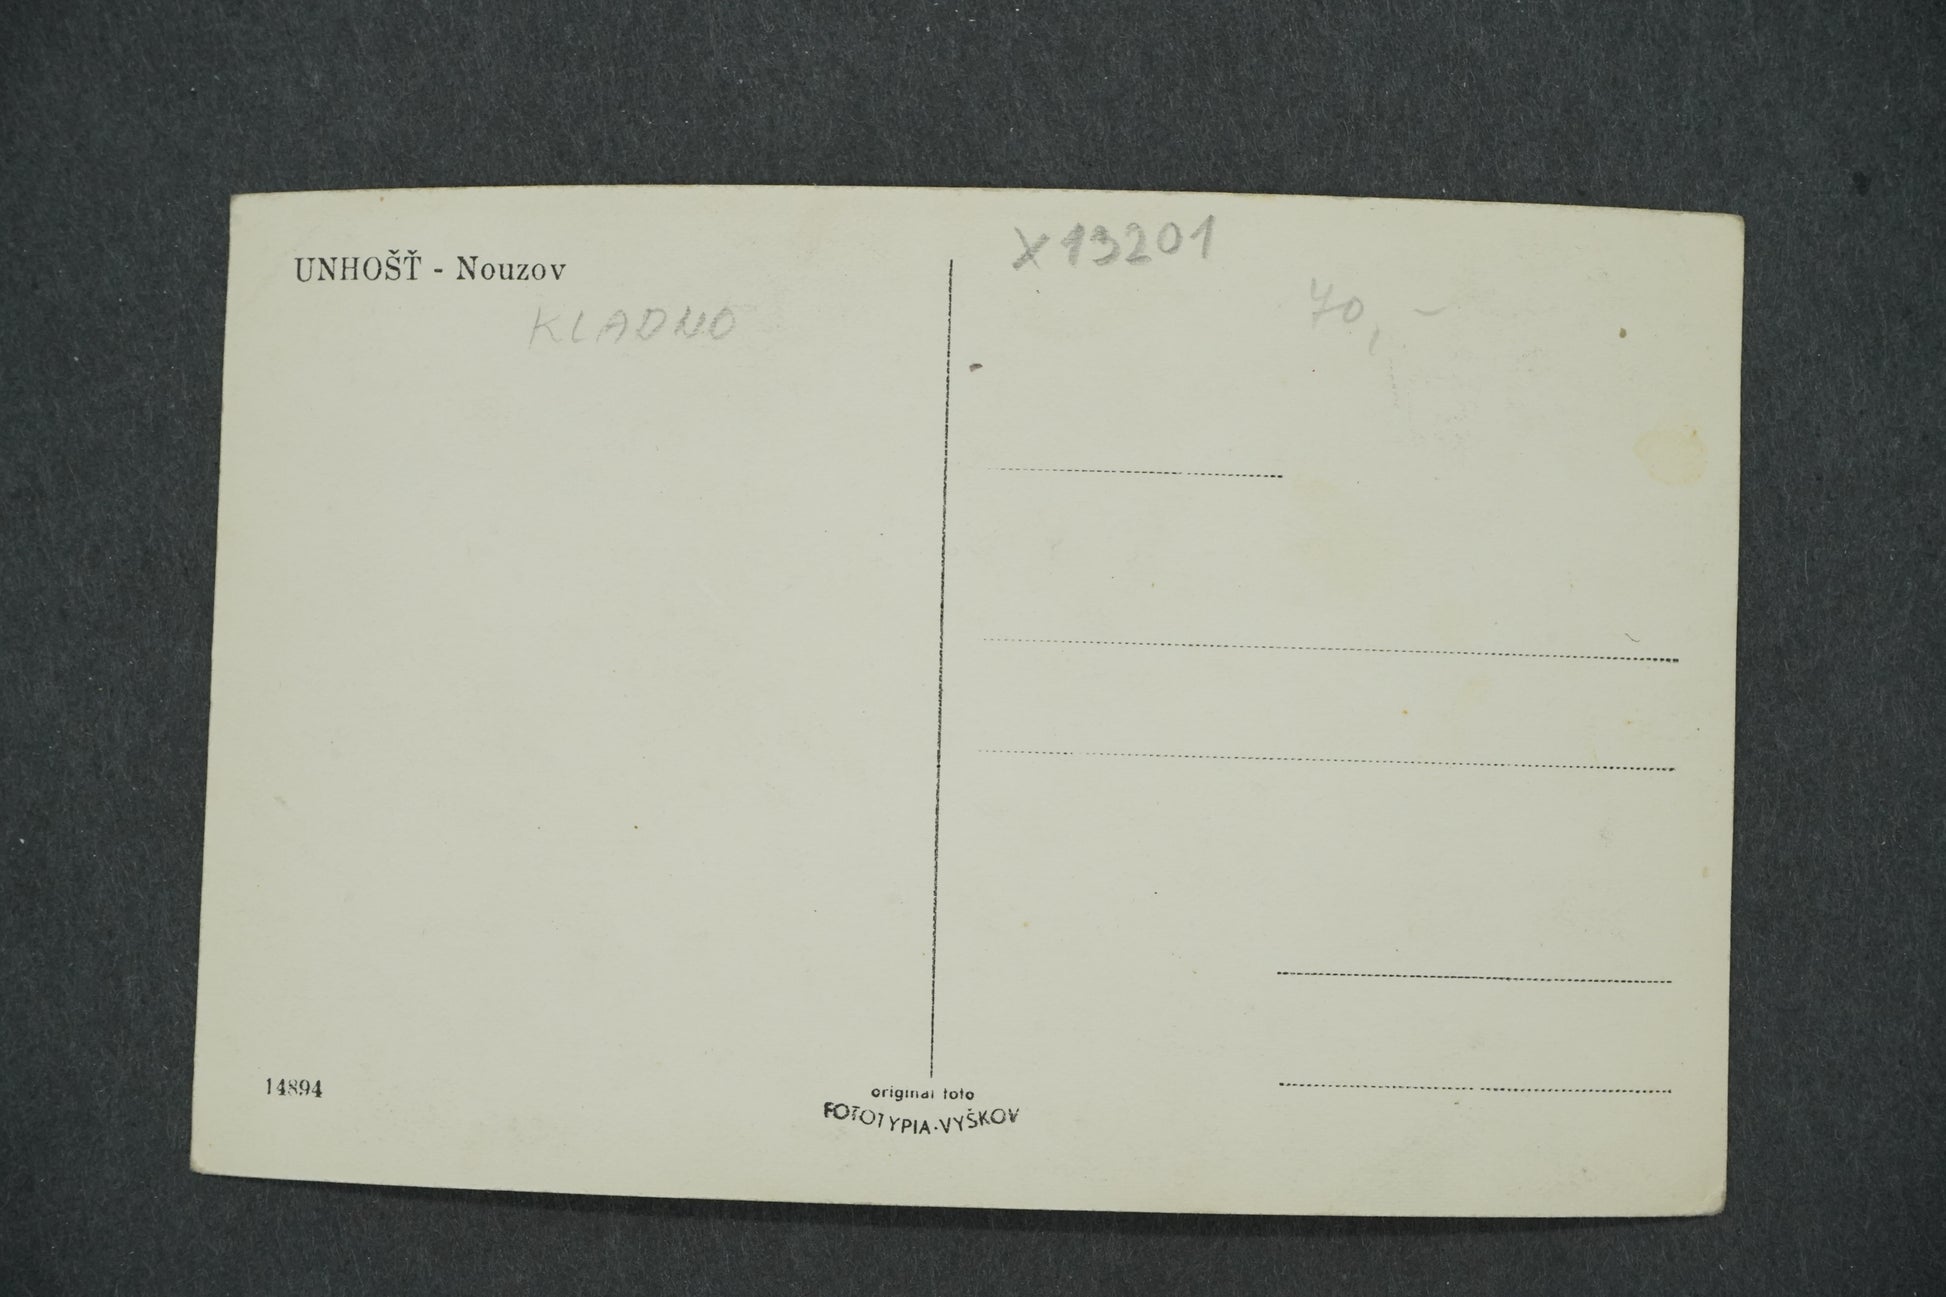 UNHOŠŤ - Nouzov
KLADNO
X13201
70,-
14894
original foto
FOTOTYPIA-VYŠKOV